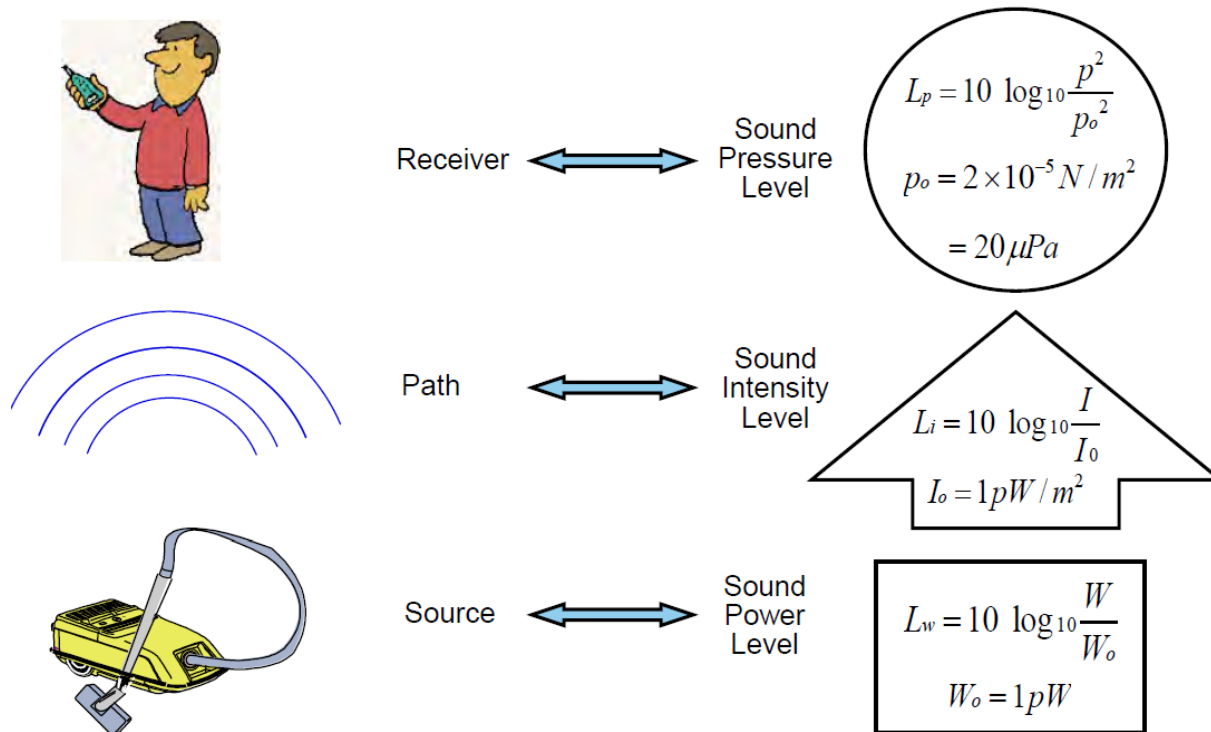 Receiver
Sound
Pressure
Level
Lp = 10 log10 p²/po²
po = 2×10⁻⁵ N/m²
= 20μPa
Path
Sound
Intensity
Level
Li = 10 log10 I/I0
Io = 1pW/m²
Source
Sound
Power
Level
Lw = 10 log10 W/Wo
Wo = 1pW